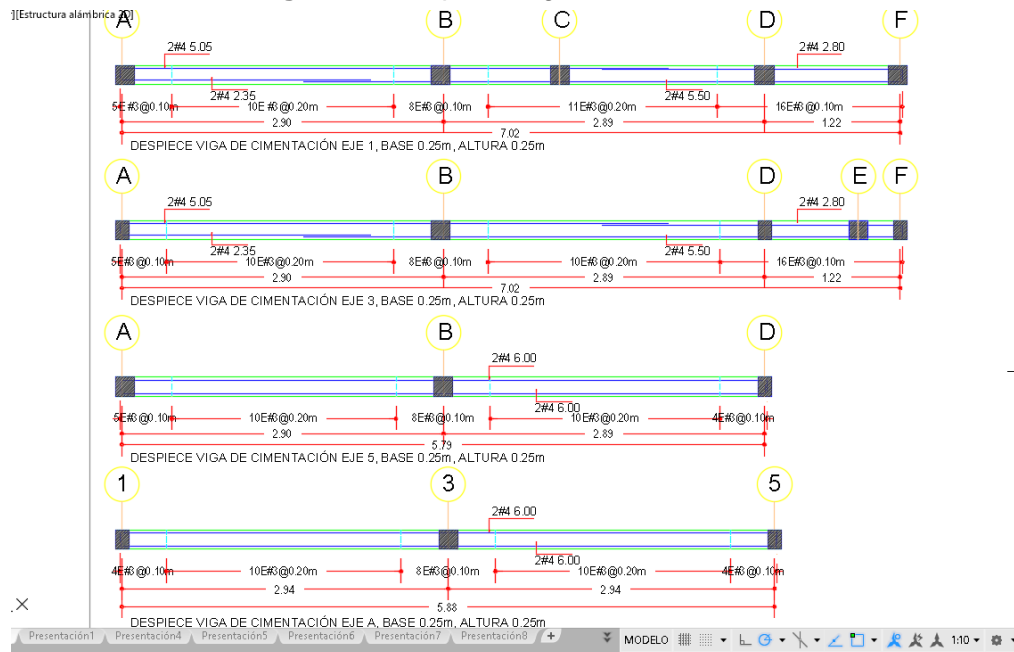 ][Estructura alámbrica 2D]
A B C D F
2#4 5.05
2#4 2.80
2#4 2.35
2#4 5.50
5E#3@0.10m 10E #3@0.20m 8E#3@0.10m 11E#3@0.20m 16E#3@0.10m
2.90 2.89 1.22
7.02
DESPIECE VIGA DE CIMENTACIÓN EJE 1, BASE 0.25m, ALTURA 0.25m
A B D E F
2#4 5.05
2#4 2.80
2#4 2.35
2#4 5.50
5E#3@0.10m 10E#3@0.20m 8E#3@0.10m 10E#3@0.20m 16E#3@0.10m
2.90 2.89 1.22
7.02
DESPIECE VIGA DE CIMENTACIÓN EJE 3, BASE 0.25m, ALTURA 0.25m
A B D
2#4 6.00
2#4 6.00
5E#3@0.10m 10E#3@0.20m 8E#3@0.10m 10E#3@0.20m 4E#3@0.10m
2.90 2.89
5.79
DESPIECE VIGA DE CIMENTACIÓN EJE 5, BASE 0.25m, ALTURA 0.25m
1 3 5
2#4 6.00
2#4 6.00
4E#3@0.10m 10E#3@0.20m 8E#3@0.10m 10E#3@0.20m 4E#3@0.10m
2.94 2.94
5.88
X
DESPIECE VIGA DE CIMENTACIÓN EJE A, BASE 0.25m, ALTURA 0.25m
Presentación1 Presentación4 Presentación5 Presentación6 Presentación7 Presentación8 + MODELO 1:10